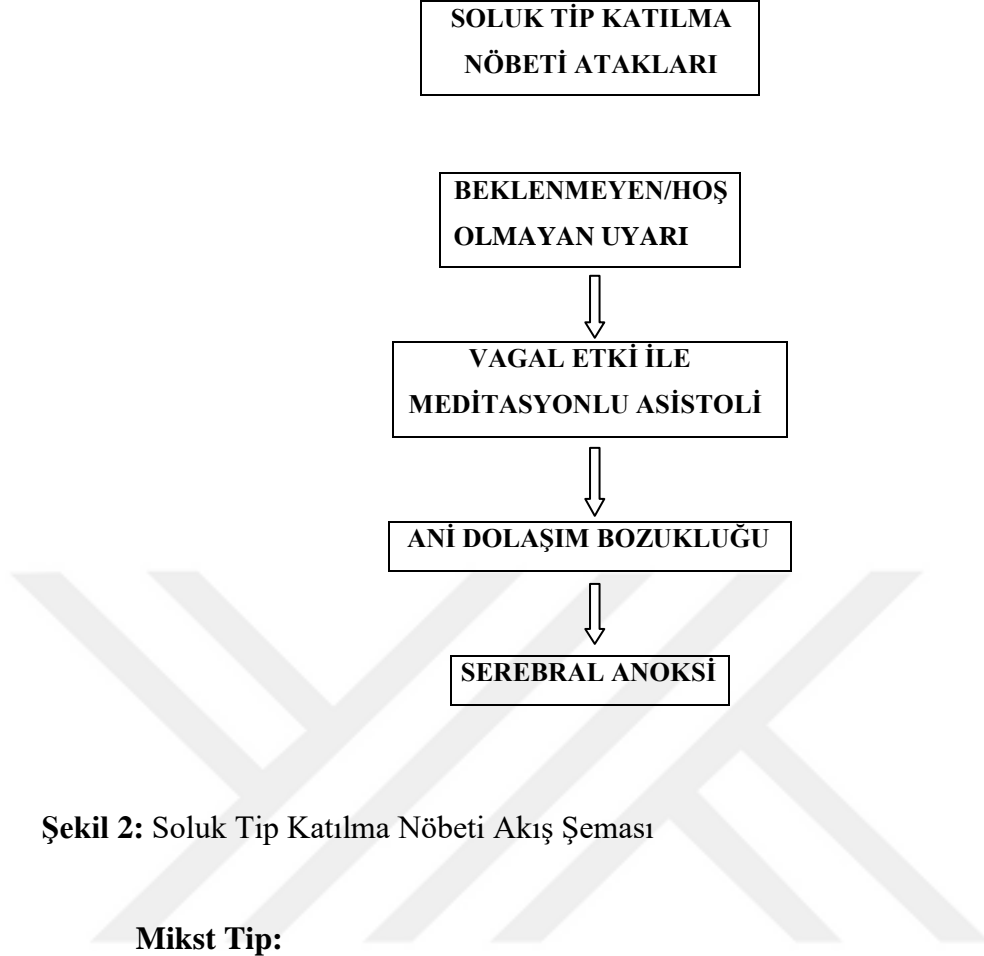 SOLUK TİP KATILMA
NÖBETİ ATAKLARI
BEKLENMEYEN/HOŞ
OLMAYAN UYARI
VAGAL ETKİ İLE
MEDİTASYONLU ASİSTOLİ
ANİ DOLAŞIM BOZUKLUĞU
SEREBRAL ANOKSİ
Şekil 2: Soluk Tip Katılma Nöbeti Akış Şeması
Mikst Tip: